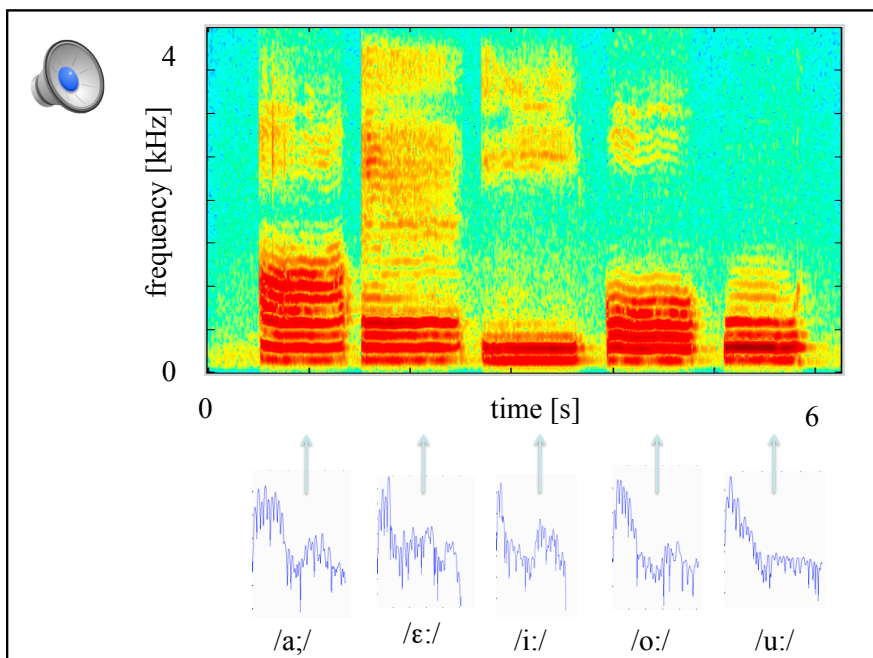 4
frequency [kHz]
0
0
time [s]
6
/a;/
/ɛ:/
/i:/
/o:/
/u:/